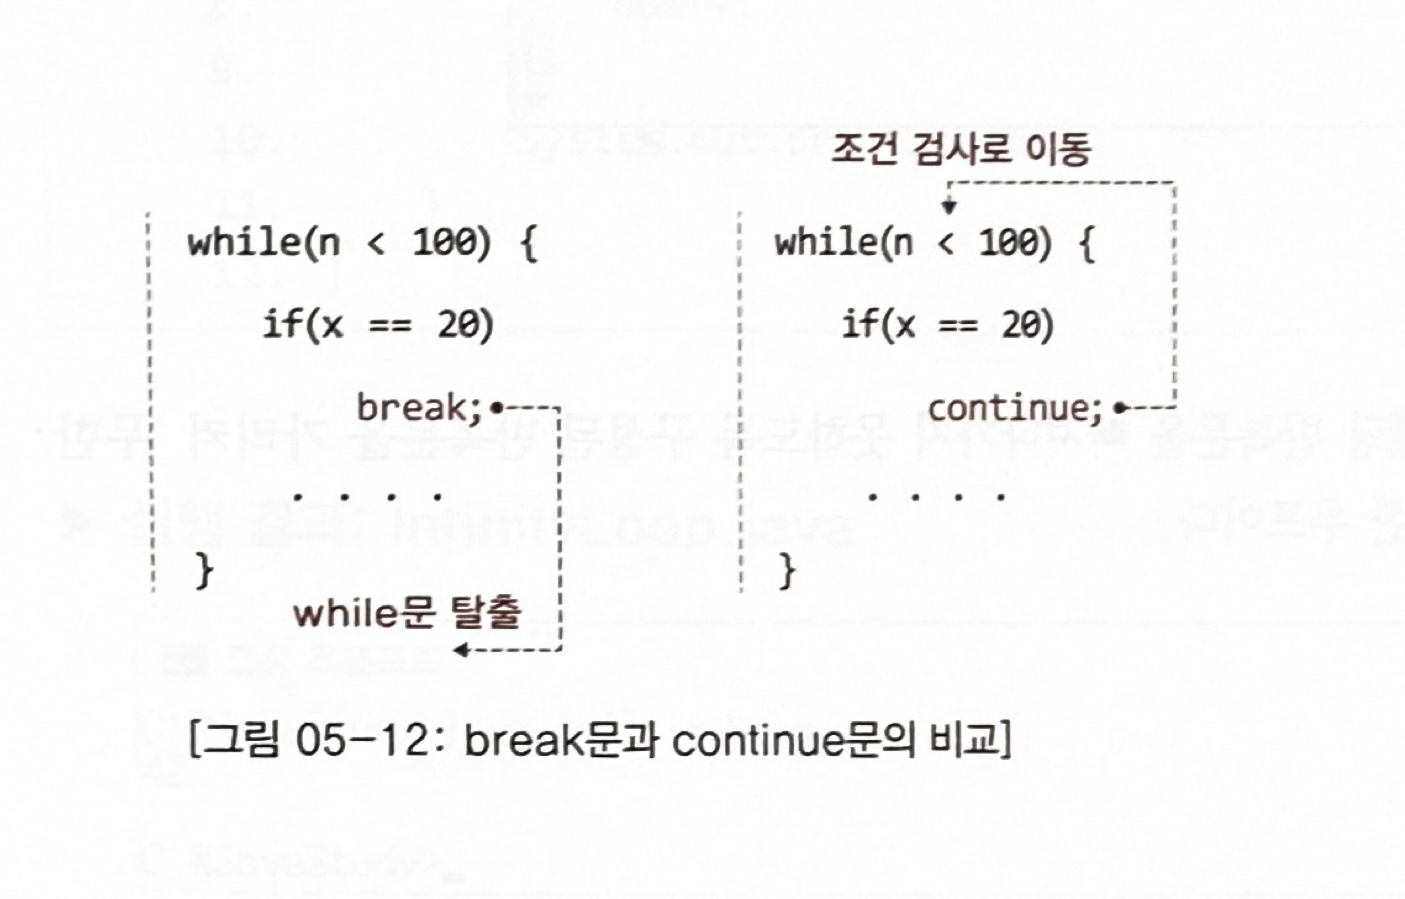 while(n < 100) {
if(x == 20)
break;
. . . .
}
while문 탈출
조건 검사로 이동
while(n < 100) {
if(x == 20)
continue;
. . . .
}
[그림 05-12: break문과 continue문의 비교]